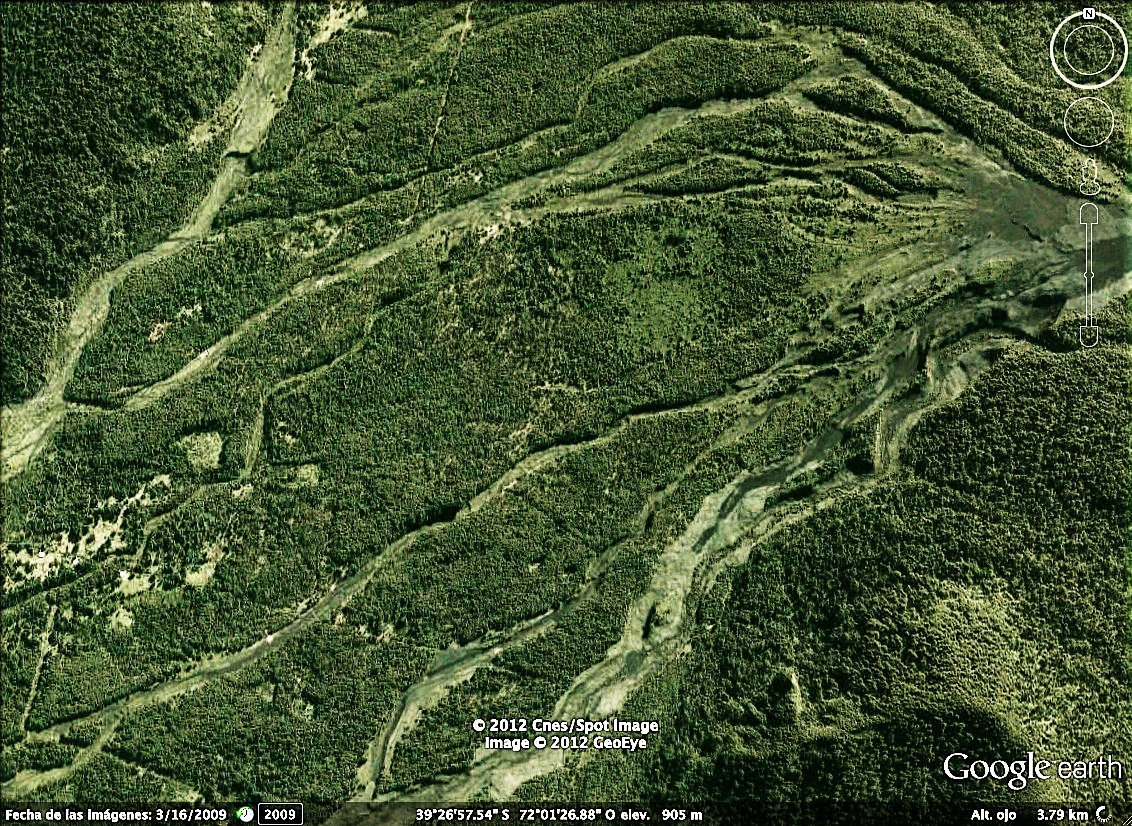 N
© 2012 Cnes/Spot Image
Image © 2012 GeoEye
Google earth
Fecha de las imágenes: 3/16/2009 2009 39°26'57.54" S 72°01'26.88" O elev. 905 m Alt. ojo 3.79 km